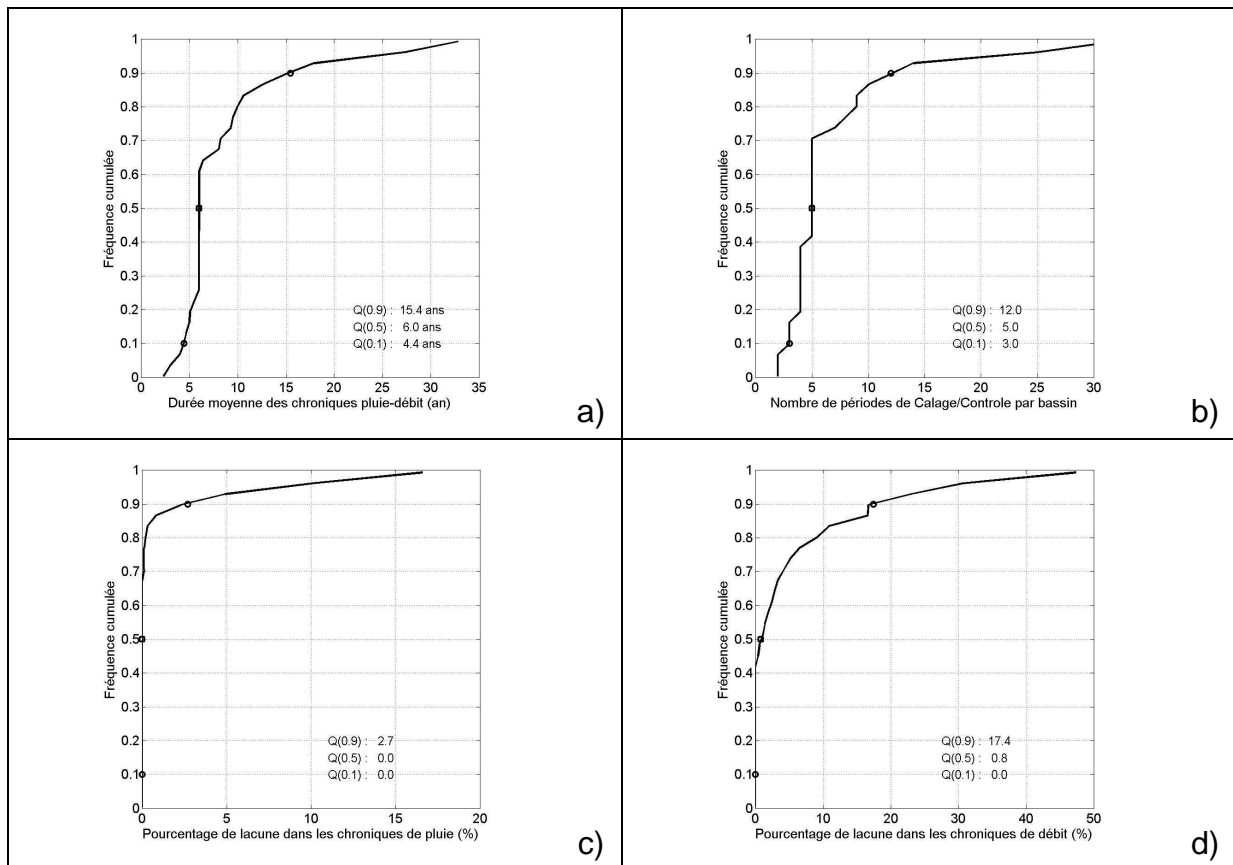 1
0.9
0.8
0.7
0.6
0.5
0.4
0.3
0.2
0.1
0
Fréquence cumulée
Q(0.9) : 15.4 ans
Q(0.5) : 6.0 ans
Q(0.1) : 4.4 ans
0 5 10 15 20 25 30 35
Durée moyenne des chroniques pluie-débit (an)
a)
1
0.9
0.8
0.7
0.6
0.5
0.4
0.3
0.2
0.1
0
Fréquence cumulée
Q(0.9) : 12.0
Q(0.5) : 5.0
Q(0.1) : 3.0
0 5 10 15 20 25 30
Nombre de périodes de Calage/Controle par bassin
b)
1
0.9
0.8
0.7
0.6
0.5
0.4
0.3
0.2
0.1
0
Fréquence cumulée
Q(0.9) : 2.7
Q(0.5) : 0.0
Q(0.1) : 0.0
0 5 10 15 20
Pourcentage de lacune dans les chroniques de pluie (%)
c)
1
0.9
0.8
0.7
0.6
0.5
0.4
0.3
0.2
0.1
0
Fréquence cumulée
Q(0.9) : 17.4
Q(0.5) : 0.8
Q(0.1) : 0.0
0 10 20 30 40 50
Pourcentage de lacune dans les chroniques de débit (%)
d)